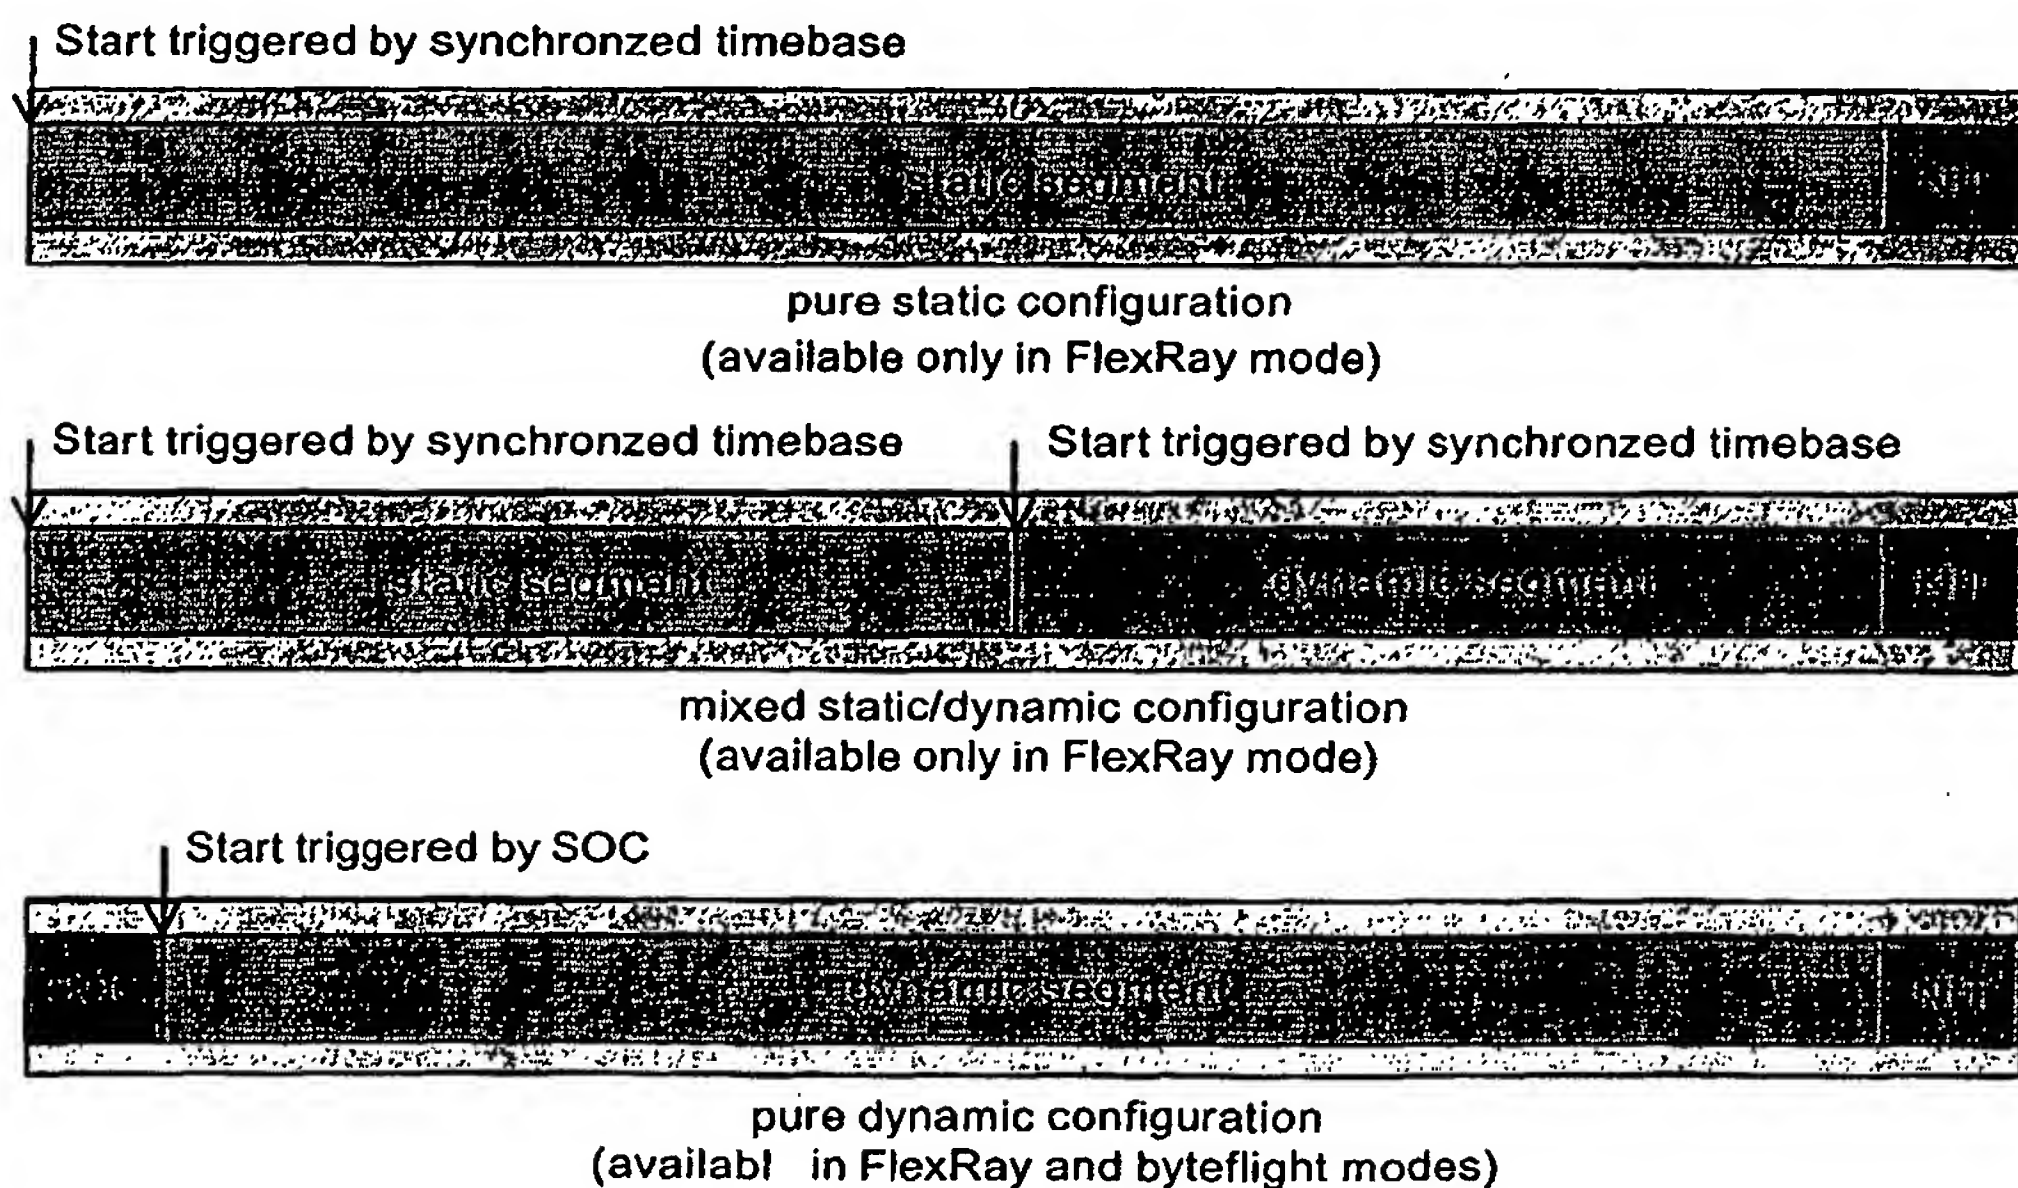 Start triggered by synchronzed timebase
static segment
NIT
pure static configuration
(available only in FlexRay mode)
Start triggered by synchronzed timebase Start triggered by synchronzed timebase
static segment dynamic segment NIT
mixed static/dynamic configuration
(available only in FlexRay mode)
Start triggered by SOC
dynamic segment NIT
pure dynamic configuration
(availabl in FlexRay and byteflight modes)